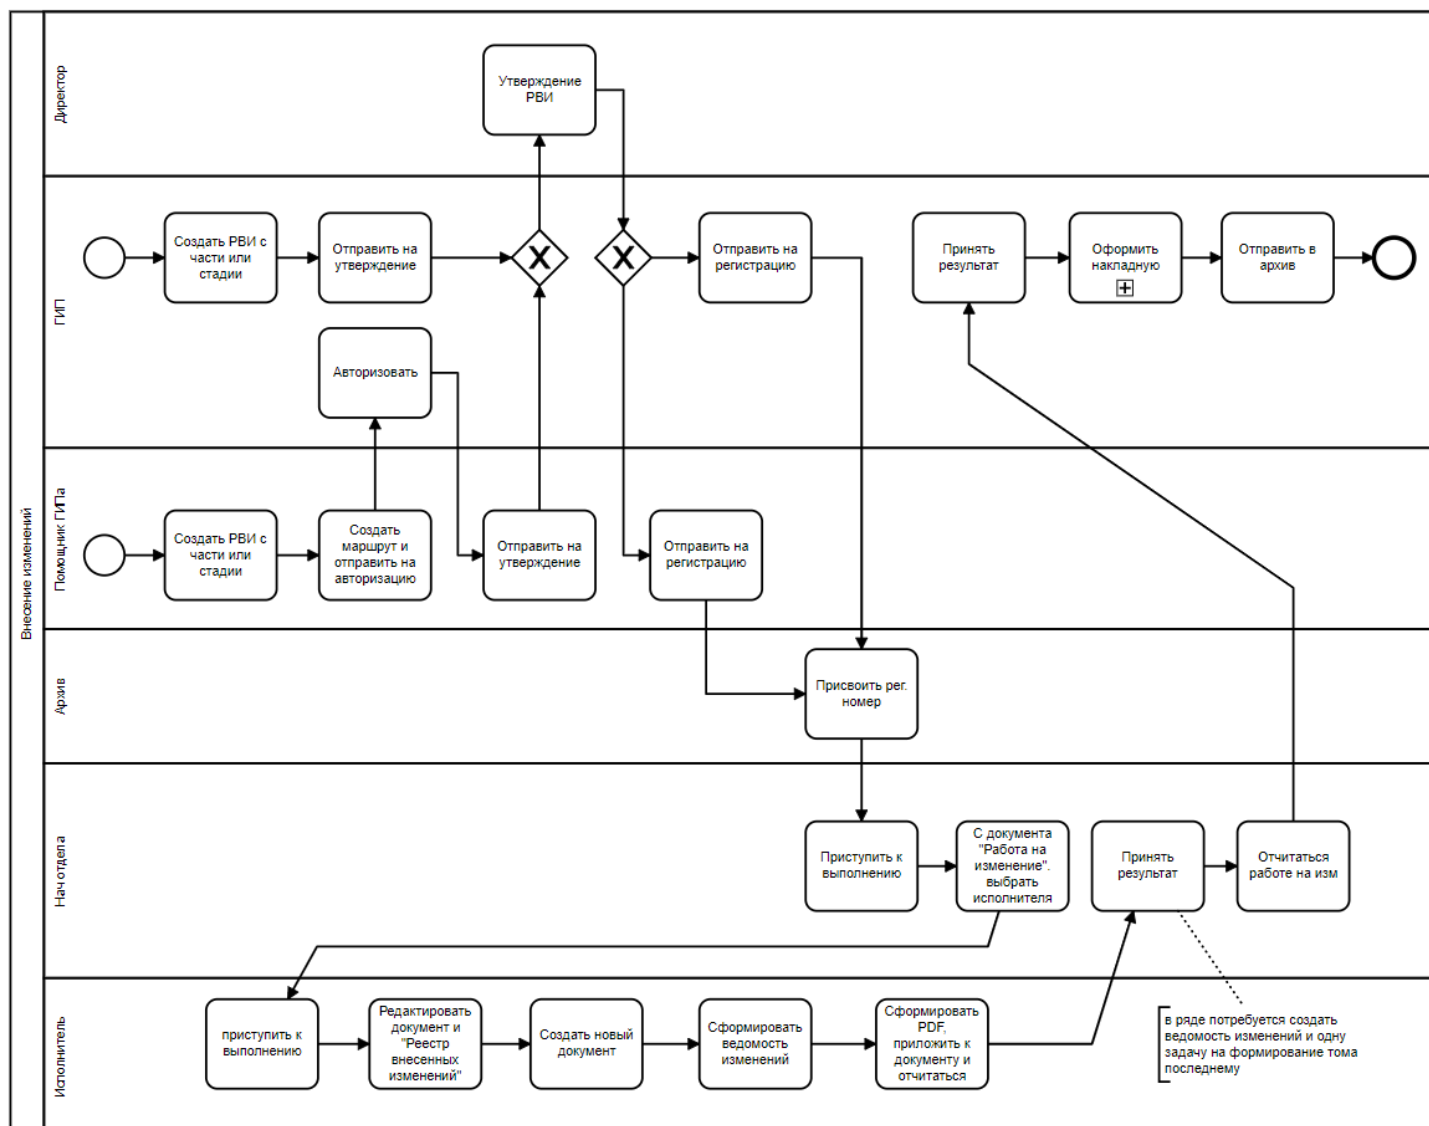 Внесение изменений
Директор
Утверждение
РВИ
ГИП
Создать РВИ с
части или
стадии
Отправить на
утверждение
X
X
Отправить на
регистрацию
Принять
результат
Оформить
накладную
Отправить в
архив
Авторизовать
Помощник ГИПа
Создать РВИ с
части или
стадии
Создать
маршрут и
отправить на
авторизацию
Отправить на
утверждение
Отправить на
регистрацию
Архив
Присвоить рег.
номер
Нач отдела
Приступить к
выполнению
С документа
"Работа на
изменение".
выбрать
исполнителя
Принять
результат
Отчитаться
работе на изм
Исполнитель
приступить к
выполнению
Редактировать
документ и
"Реестр
внесенных
изменений"
Создать новый
документ
Сформировать
ведомость
изменений
Сформировать
PDF,
приложить к
документу и
отчитаться
в ряде потребуется создать
ведомость изменений и одну
задачу на формирование тома
последнему